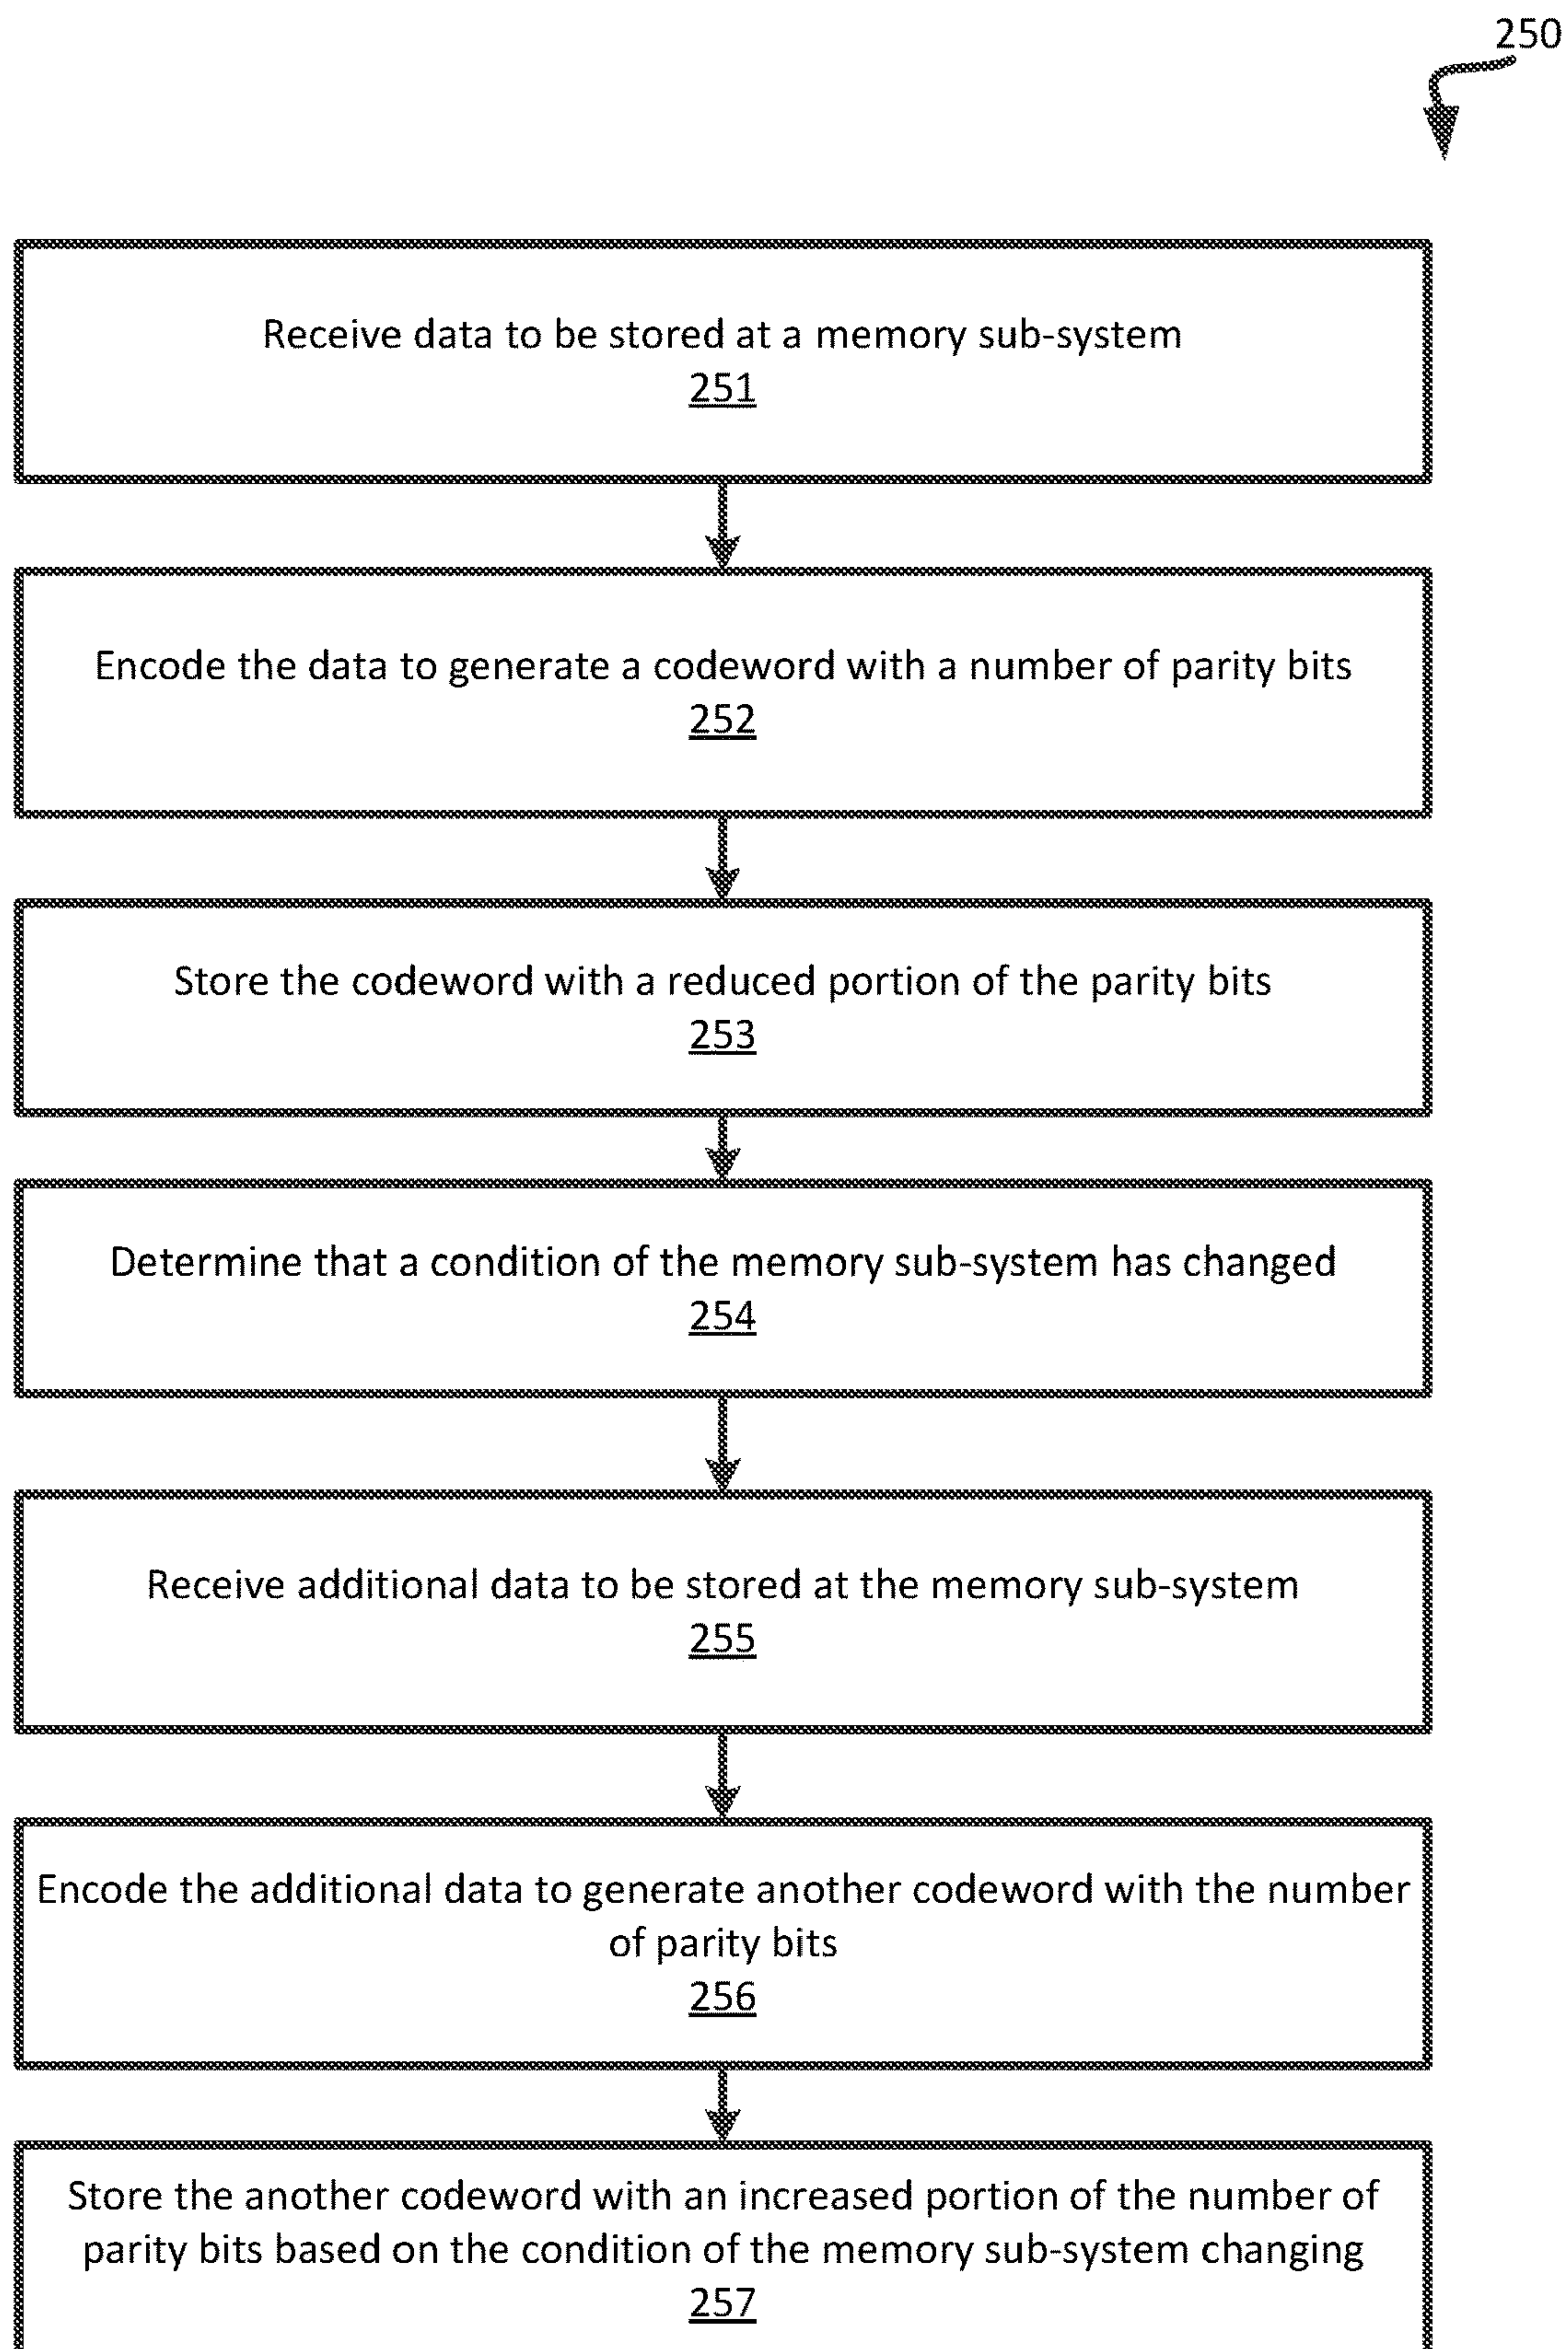 250
Receive data to be stored at a memory sub-system
251
Encode the data to generate a codeword with a number of parity bits
252
Store the codeword with a reduced portion of the parity bits
253
Determine that a condition of the memory sub-system has changed
254
Receive additional data to be stored at the memory sub-system
255
Encode the additional data to generate another codeword with the number
of parity bits
256
Store the another codeword with an increased portion of the number of
parity bits based on the condition of the memory sub-system changing
257